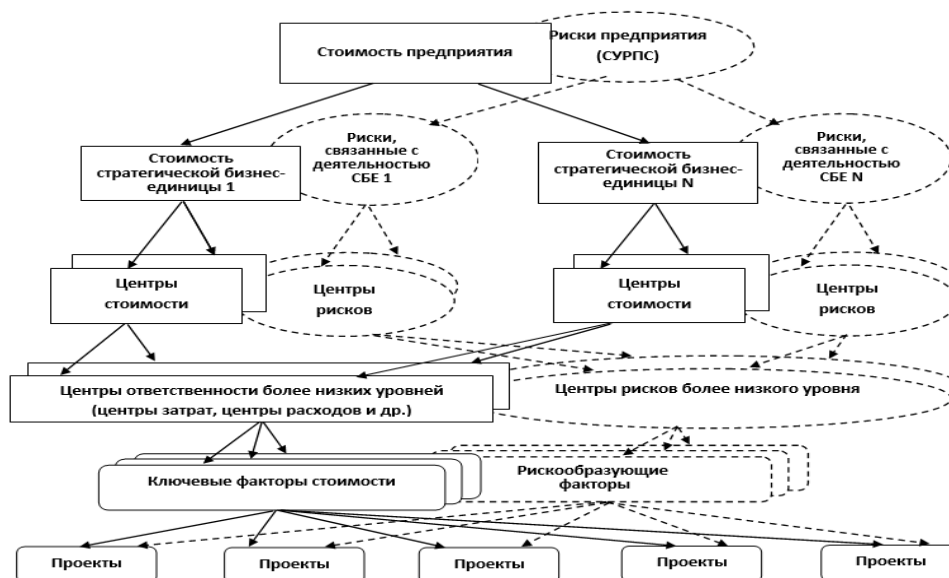 Стоимость предприятия
Риски предприятия
(СУРПС)
Стоимость
стратегической бизнес-
единицы 1
Риски,
связанные с
деятельностью
СБЕ 1
Стоимость
стратегической бизнес-
единицы N
Риски,
связанные с
деятельностью
СБЕ N
Центры
стоимости
Центры
рисков
Центры
стоимости
Центры
рисков
Центры ответственности более низких уровней
(центры затрат, центры расходов и др.)
Центры рисков более низкого уровня
Ключевые факторы стоимости
Рискообразующие
факторы
Проекты
Проекты
Проекты
Проекты
Проекты